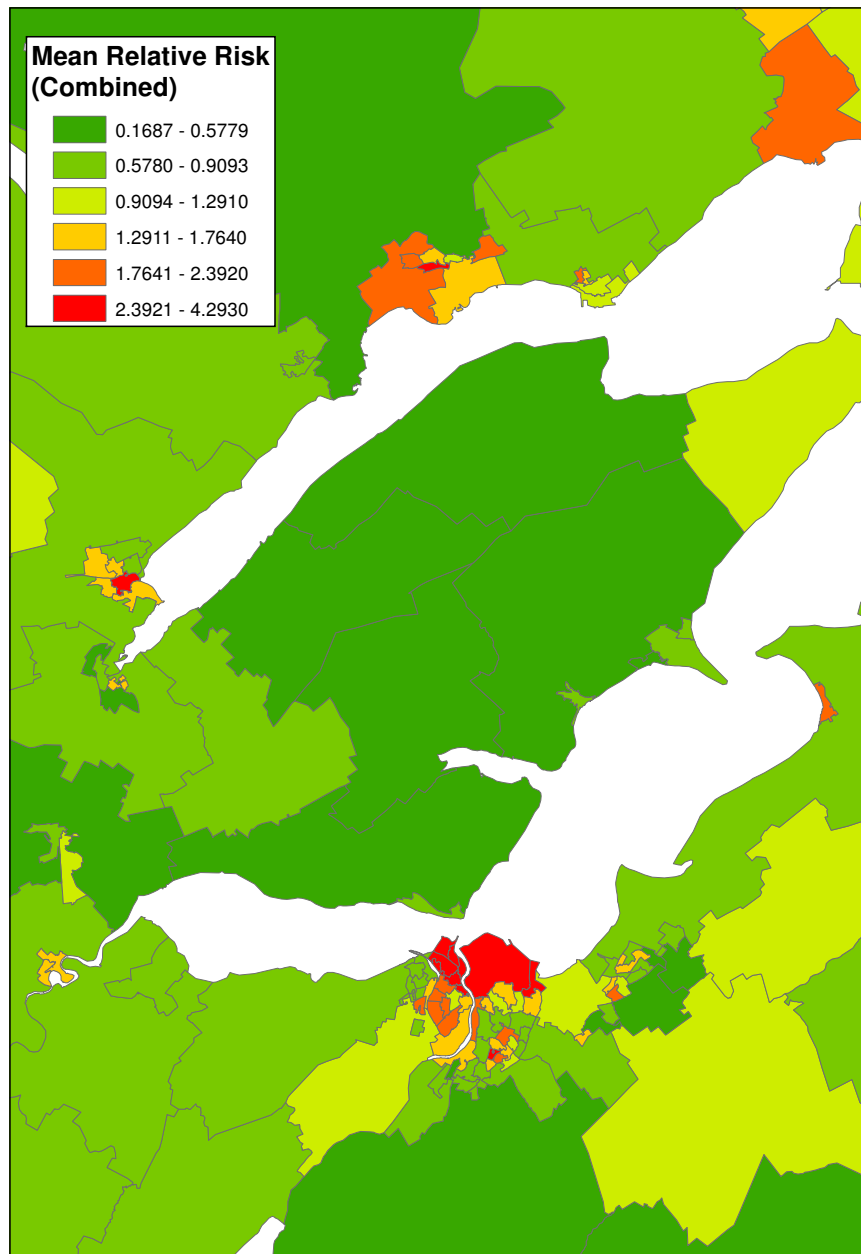 Mean Relative Risk
(Combined)
0.1687 - 0.5779
0.5780 - 0.9093
0.9094 - 1.2910
1.2911 - 1.7640
1.7641 - 2.3920
2.3921 - 4.2930